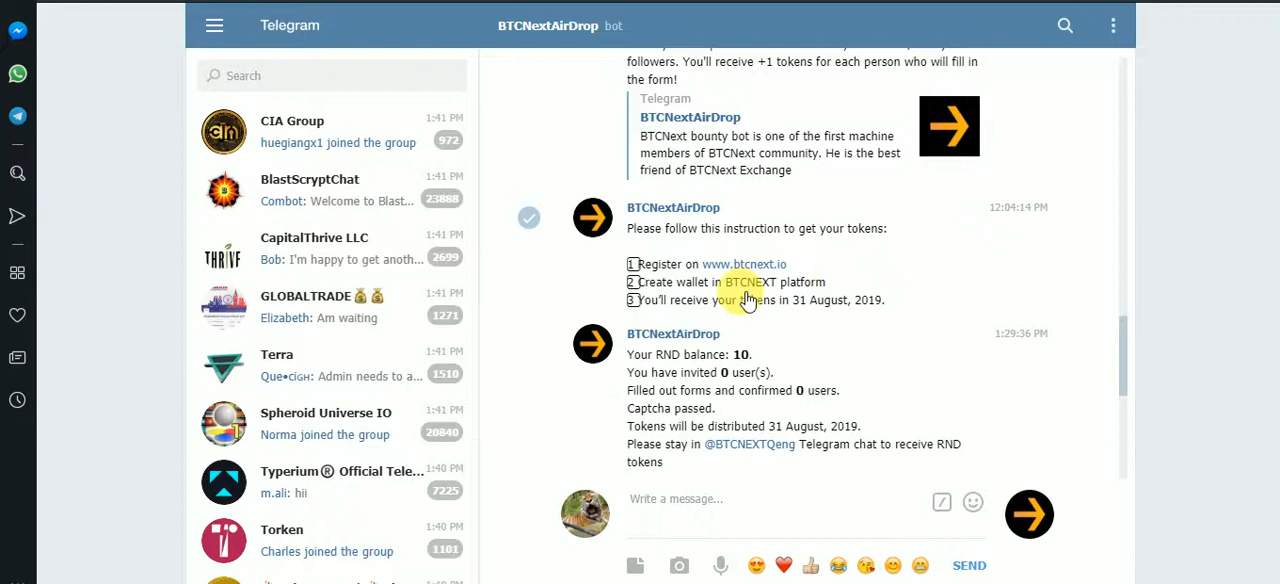 Telegram
BTCNextAirDrop bot
Search
CIA Group 1:41 PM
huegiangx1 joined the group 972
BlastScryptChat 1:41 PM
Combot: Welcome to Blast... 23888
CapitalThrive LLC 1:41 PM
Bob: I'm happy to get anoth... 2699
GLOBALTRADE💰💰 1:41 PM
Elizabeth: Am waiting 1271
Terra 1:41 PM
Que•cïGH: Admin needs to a... 1510
Spheroid Universe IO 1:41 PM
Norma joined the group 20840
Typerium® Official Tele... 1:40 PM
m.ali: hii 7225
Torken 1:40 PM
Charles joined the group 1101
cin
THRIVE
followers. You'll receive +1 tokens for each person who will fill in
the form!
Telegram
BTCNextAirDrop
BTCNext bounty bot is one of the first machine
members of BTCNext community. He is the best
friend of BTCNext Exchange
BTCNextAirDrop 12:04:14 PM
Please follow this instruction to get your tokens:
1 Register on www.btcnext.io
2 Create wallet in BTCNEXT platform
3 You'll receive your tokens in 31 August, 2019.
BTCNextAirDrop 1:29:36 PM
Your RND balance: 10.
You have invited 0 user(s).
Filled out forms and confirmed 0 users.
Captcha passed.
Tokens will be distributed 31 August, 2019.
Please stay in @BTCNEXTQeng Telegram chat to receive RND
tokens
Write a message...
SEND